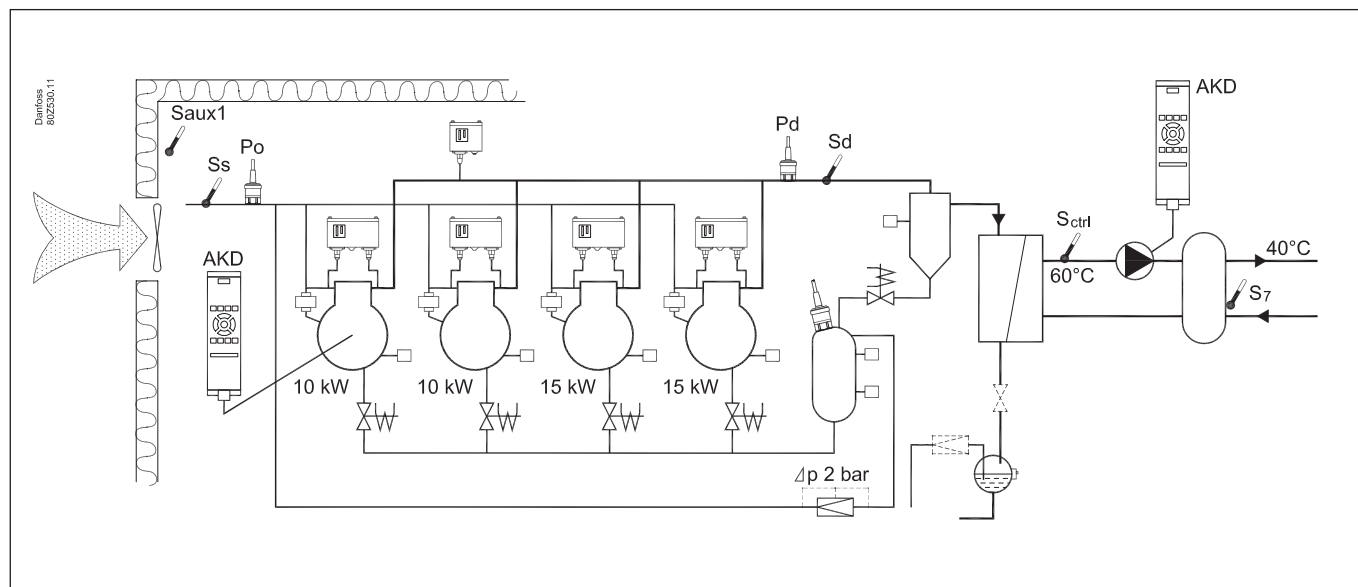 Danfoss
80Z530.11
Saux1
Ss
Po
Pd
Sd
AKD
AKD
Sctrl
60°C
40°C
S7
10 kW
10 kW
15 kW
15 kW
⊿p 2 bar